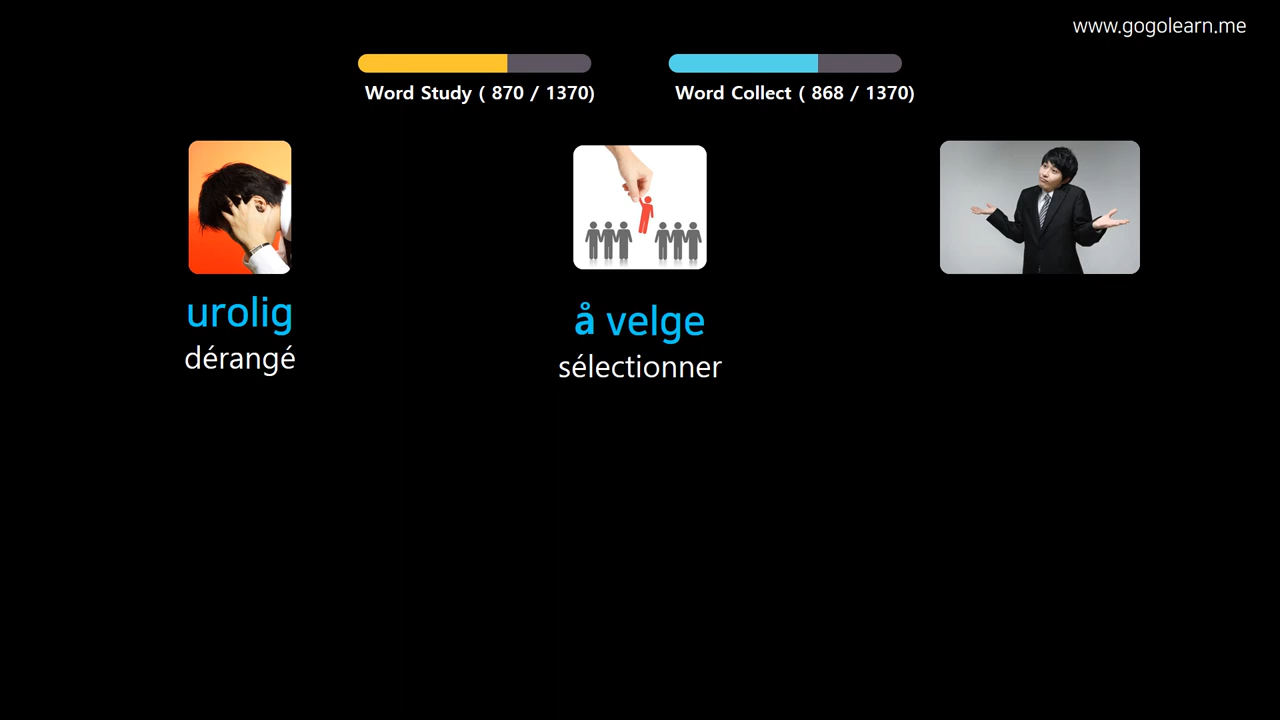 www.gogolearn.me
Word Study ( 870 / 1370)
Word Collect ( 868 / 1370)
urolig
dérangé
å velge
sélectionner